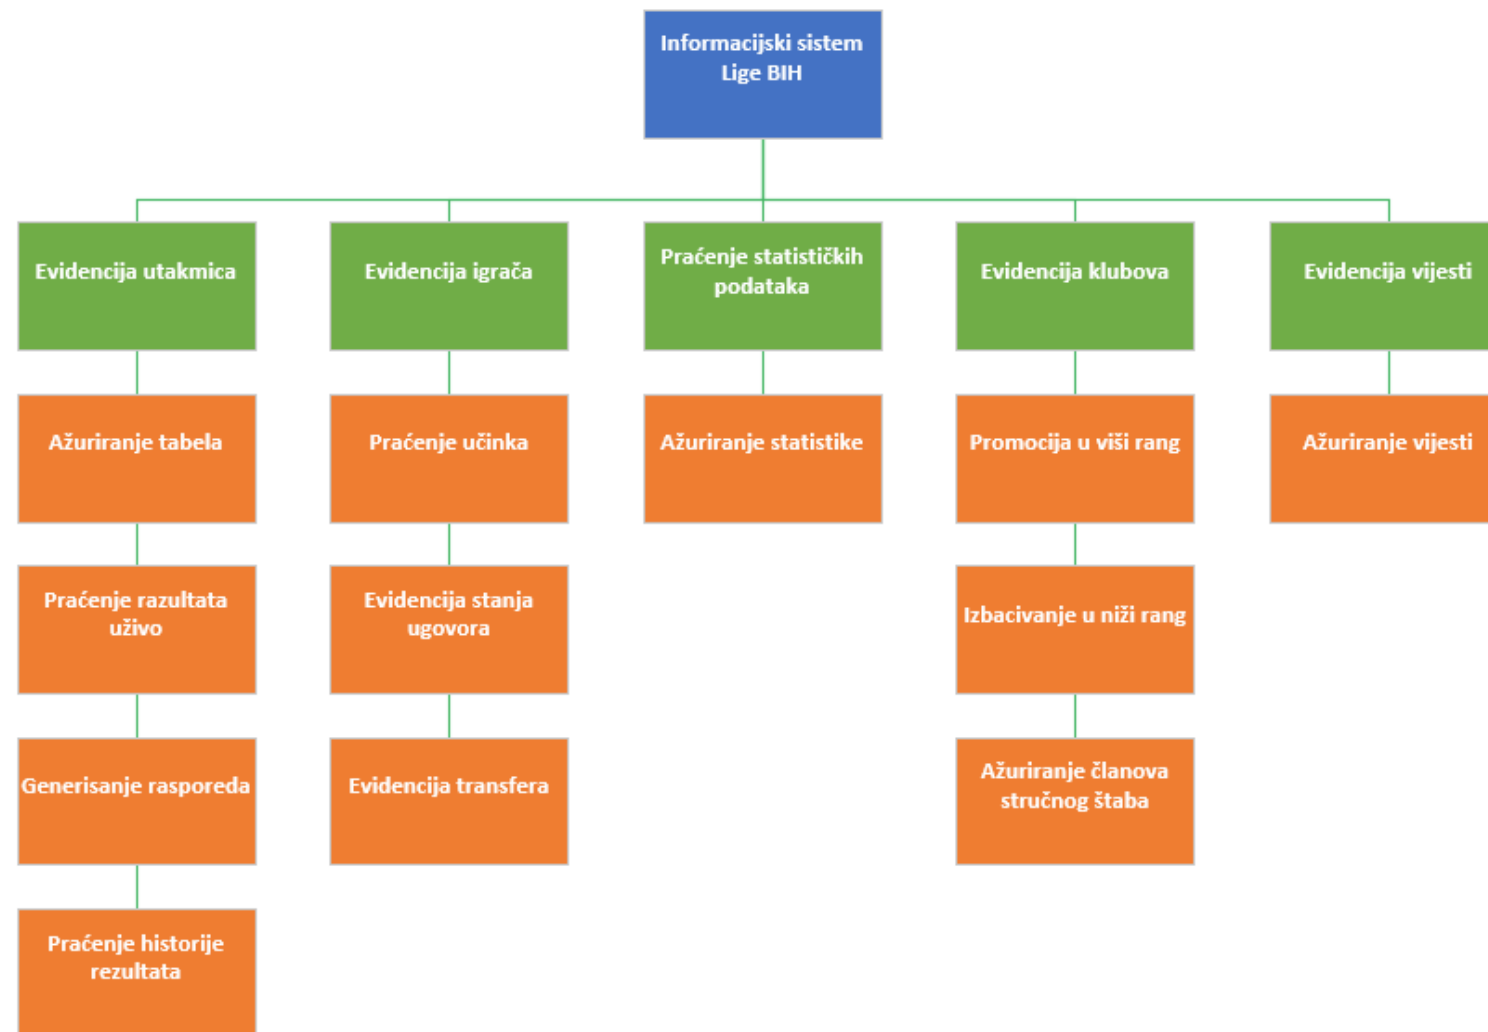 Informacijski sistem
Lige BIH
Evidencija utakmica
Evidencija igrača
Praćenje statističkih
podataka
Evidencija klubova
Evidencija vijesti
Ažuriranje tabela
Praćenje učinka
Ažuriranje statistike
Promocija u viši rang
Ažuriranje vijesti
Praćenje razultata
uživo
Evidencija stanja
ugovora
Izbacivanje u niži rang
Generisanje rasporeda
Evidencija transfera
Ažuriranje članova
stručnog štaba
Praćenje historije
rezultata